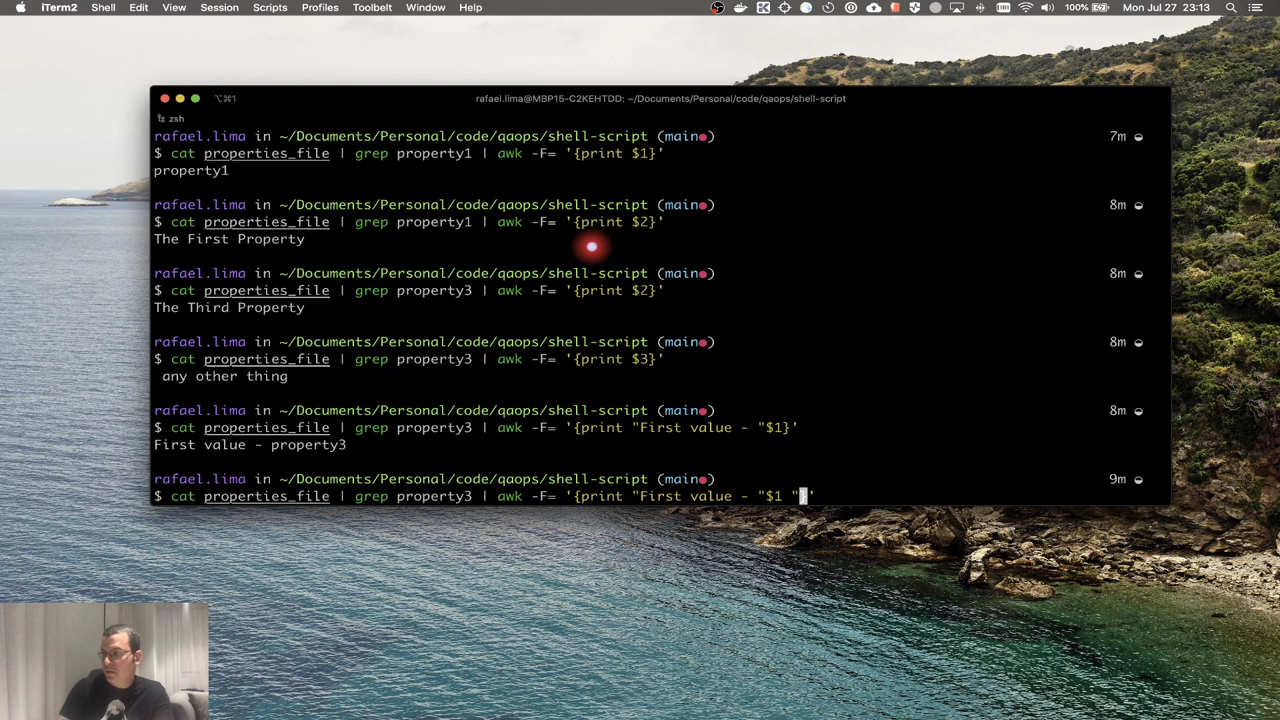 iTerm2 Shell Edit View Session Scripts Profiles Toolbelt Window Help 100% Mon Jul 27 23:13
⌥⌘1 rafael.lima@MBP15-C2KEHTDD: ~/Documents/Personal/code/qaops/shell-script
zsh
rafael.lima in ~/Documents/Personal/code/qaops/shell-script (main●) 7m
$ cat properties_file | grep property1 | awk -F= '{print $1}'
property1
rafael.lima in ~/Documents/Personal/code/qaops/shell-script (main●) 8m
$ cat properties_file | grep property1 | awk -F= '{print $2}'
The First Property
rafael.lima in ~/Documents/Personal/code/qaops/shell-script (main●) 8m
$ cat properties_file | grep property3 | awk -F= '{print $2}'
The Third Property
rafael.lima in ~/Documents/Personal/code/qaops/shell-script (main●) 8m
$ cat properties_file | grep property3 | awk -F= '{print $3}'
any other thing
rafael.lima in ~/Documents/Personal/code/qaops/shell-script (main●) 8m
$ cat properties_file | grep property3 | awk -F= '{print "First value - "$1}'
First value - property3
rafael.lima in ~/Documents/Personal/code/qaops/shell-script (main●) 9m
$ cat properties_file | grep property3 | awk -F= '{print "First value - "$1 "}'